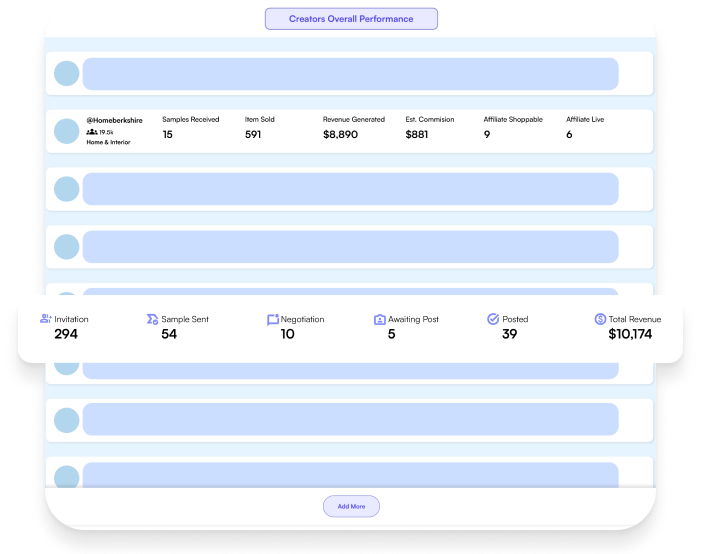 Creators Overall Performance
@Homeberkshire
19.5k
Home & Interior
Samples Received
15
Item Sold
591
Revenue Generated
$8,890
Est. Commision
$881
Affiliate Shoppable
9
Affiliate Live
6
Invitation
294
Sample Sent
54
Negotiation
10
Awaiting Post
5
Posted
39
Total Revenue
$10,174
Add More